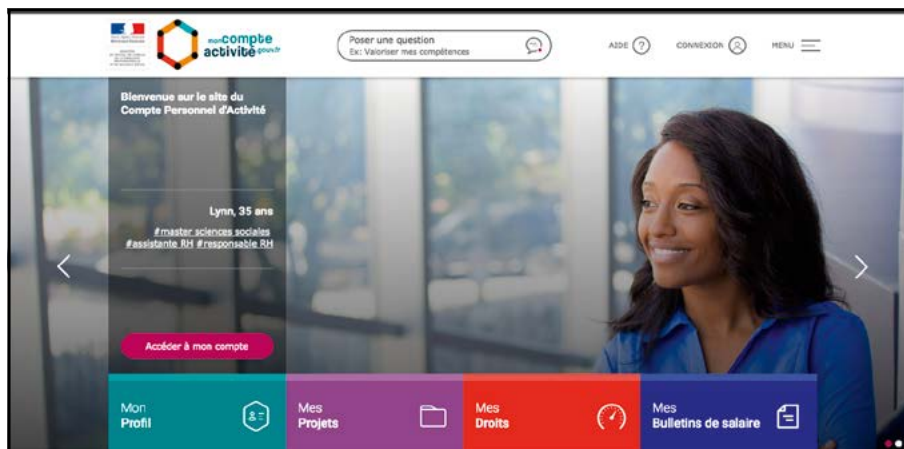 moncompte
activité.gouv.fr
Poser une question
Ex: Valoriser mes compétences
AIDE ?
CONNEXION
MENU
Bienvenue sur le site du
Compte Personnel d'Activité
Lynn, 35 ans
#master sciences sociales
#assistante RH #responsable RH
Accéder à mon compte
Mon
Profil
Mes
Projets
Mes
Droits
Mes
Bulletins de salaire